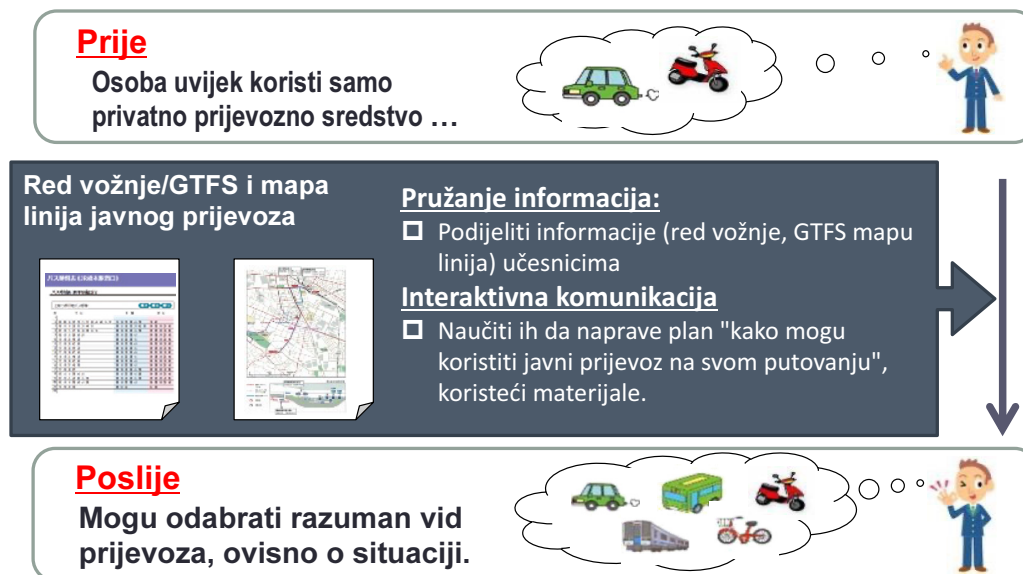 Prije
Osoba uvijek koristi samo
privatno prijevozno sredstvo …
Red vožnje/GTFS i mapa
linija javnog prijevoza
Pružanje informacija:
Podijeliti informacije (red vožnje, GTFS mapu
linija) učesnicima
Interaktivna komunikacija
Naučiti ih da naprave plan "kako mogu
koristiti javni prijevoz na svom putovanju",
koristeći materijale.
Poslije
Mogu odabrati razuman vid
prijevoza, ovisno o situaciji.